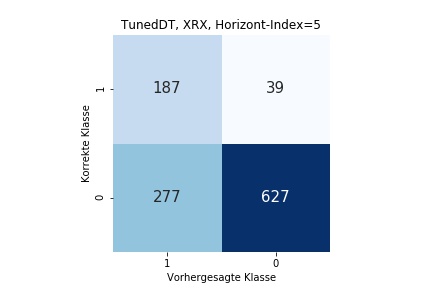 TunedDT, XRX, Horizont-Index=5
Korrekte Klasse
1
187
39
0
277
627
1
0
Vorhergesagte Klasse